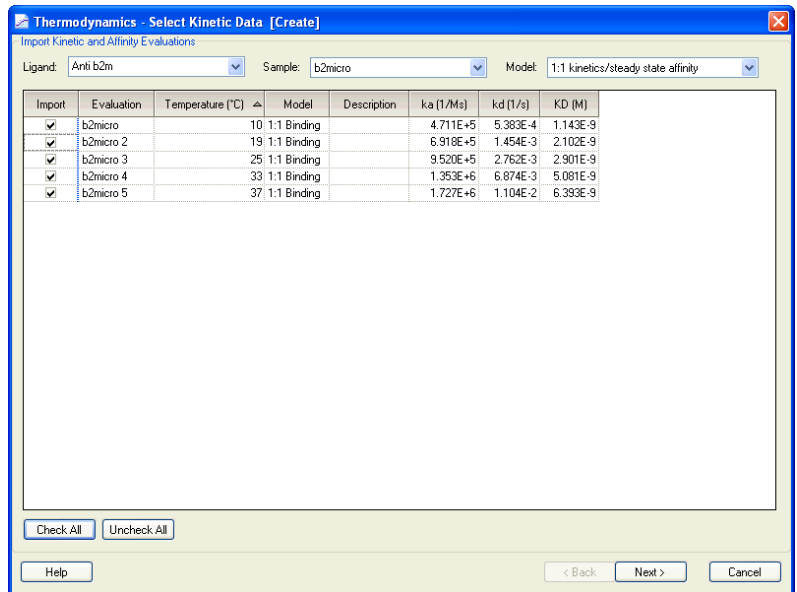 Thermodynamics - Select Kinetic Data [Create]
Import Kinetic and Affinity Evaluations
Ligand: Anti b2m Sample: b2micro Model: 1:1 kinetics/steady state affinity
Import Evaluation Temperature (°C) Model Description ka (1/Ms) kd (1/s) KD (M)
b2micro 10 1:1 Binding 4.711E+5 5.383E-4 1.143E-9
b2micro 2 19 1:1 Binding 6.918E+5 1.454E-3 2.102E-9
b2micro 3 25 1:1 Binding 9.520E+5 2.762E-3 2.901E-9
b2micro 4 33 1:1 Binding 1.353E+6 6.874E-3 5.081E-9
b2micro 5 37 1:1 Binding 1.727E+6 1.104E-2 6.393E-9
Check All Uncheck All
Help < Back Next > Cancel